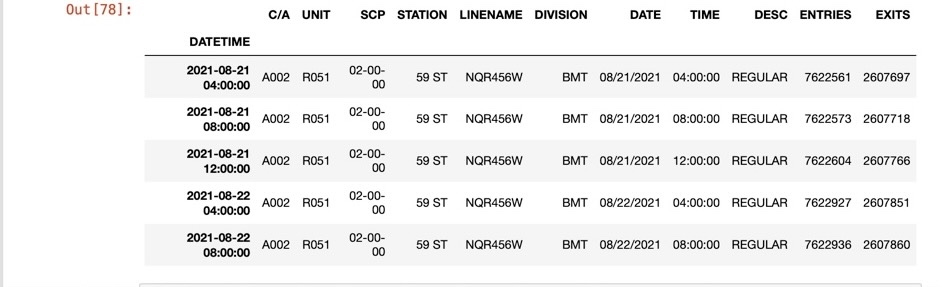 Out[78]:
C/A UNIT SCP STATION LINENAME DIVISION DATE TIME DESC ENTRIES EXITS
DATETIME
2021-08-21 04:00:00 A002 R051 02-00-00 59 ST NQR456W BMT 08/21/2021 04:00:00 REGULAR 7622561 2607697
2021-08-21 08:00:00 A002 R051 02-00-00 59 ST NQR456W BMT 08/21/2021 08:00:00 REGULAR 7622573 2607718
2021-08-21 12:00:00 A002 R051 02-00-00 59 ST NQR456W BMT 08/21/2021 12:00:00 REGULAR 7622604 2607766
2021-08-22 04:00:00 A002 R051 02-00-00 59 ST NQR456W BMT 08/22/2021 04:00:00 REGULAR 7622927 2607851
2021-08-22 08:00:00 A002 R051 02-00-00 59 ST NQR456W BMT 08/22/2021 08:00:00 REGULAR 7622936 2607860